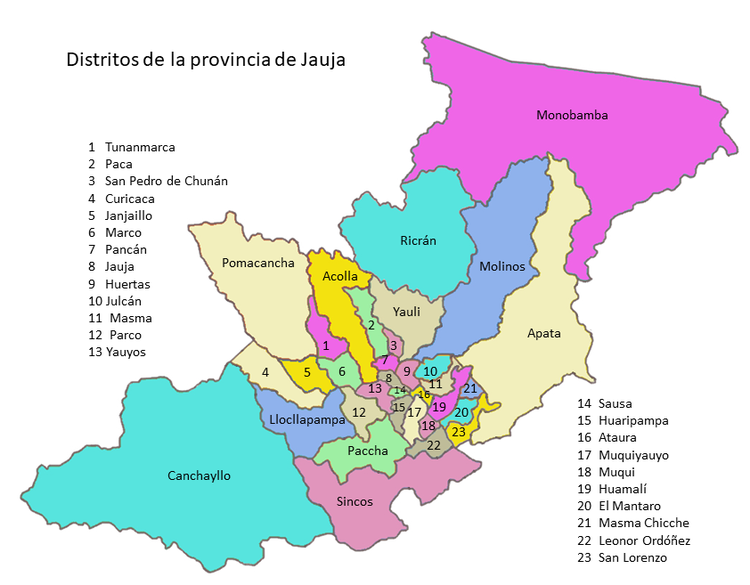 Distritos de la provincia de Jauja
Monobamba
1 Tunanmarca
2 Paca
3 San Pedro de Chunán
4 Curicaca
5 Janjaillo
6 Marco
7 Pancán
8 Jauja
9 Huertas
10 Julcán
11 Masma
12 Parco
13 Yauyos
Ricrán
Pomacancha
Acolla
Molinos
Yauli
Apata
2
1
3
7
4
5
6
8
9
10
11
13
14
16
21
12
15
17
19
20
18
23
22
Llocllapampa
Paccha
Canchayllo
Sincos
14 Sausa
15 Huaripampa
16 Ataura
17 Muquiyauyo
18 Muqui
19 Huamalí
20 El Mantaro
21 Masma Chicche
22 Leonor Ordóñez
23 San Lorenzo